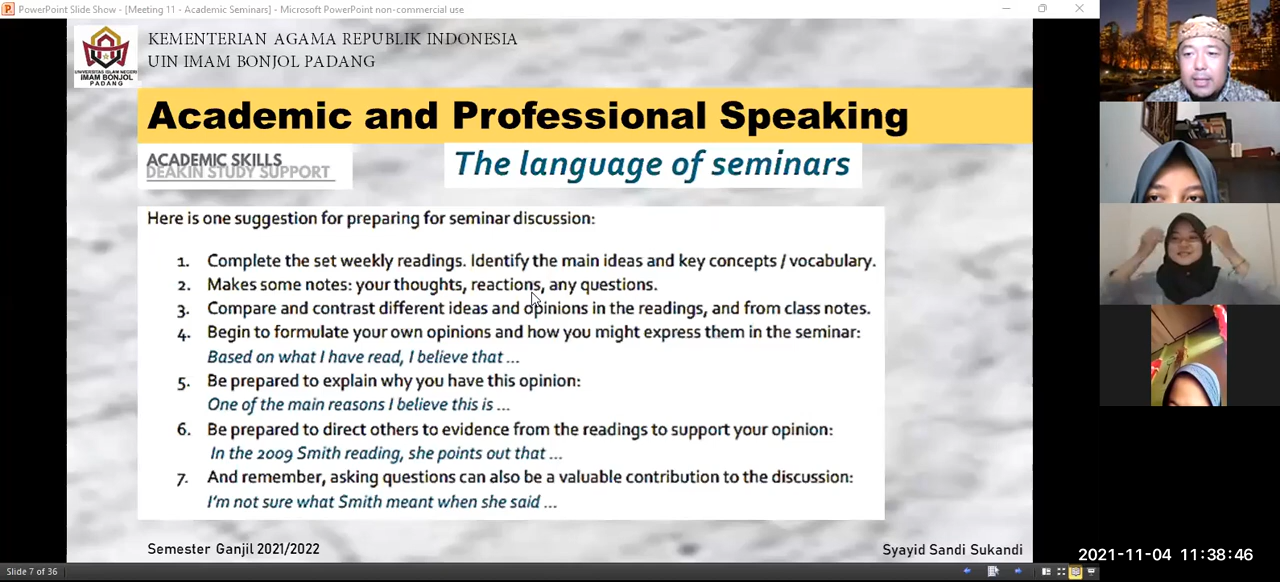 PowerPoint Slide Show - [Meeting 11 - Academic Seminars] - Microsoft PowerPoint non-commercial use
KEMENTERIAN AGAMA REPUBLIK INDONESIA
UIN IMAM BONJOL PADANG
UNIVERSITAS ISLAM NEGERI
IMAM BONJOL
PADANG
Academic and Professional Speaking
ACADEMIC SKILLS
DEAKIN STUDY SUPPORT
The language of seminars
Here is one suggestion for preparing for seminar discussion:
1. Complete the set weekly readings. Identify the main ideas and key concepts / vocabulary.
2. Makes some notes: your thoughts, reactions, any questions.
3. Compare and contrast different ideas and opinions in the readings, and from class notes.
4. Begin to formulate your own opinions and how you might express them in the seminar:
Based on what I have read, I believe that ...
5. Be prepared to explain why you have this opinion:
One of the main reasons I believe this is ...
6. Be prepared to direct others to evidence from the readings to support your opinion:
In the 2009 Smith reading, she points out that ...
7. And remember, asking questions can also be a valuable contribution to the discussion:
I'm not sure what Smith meant when she said ...
Semester Ganjil 2021/2022
Syayid Sandi Sukandi
2021-11-04 11:38:46
Slide 7 of 36